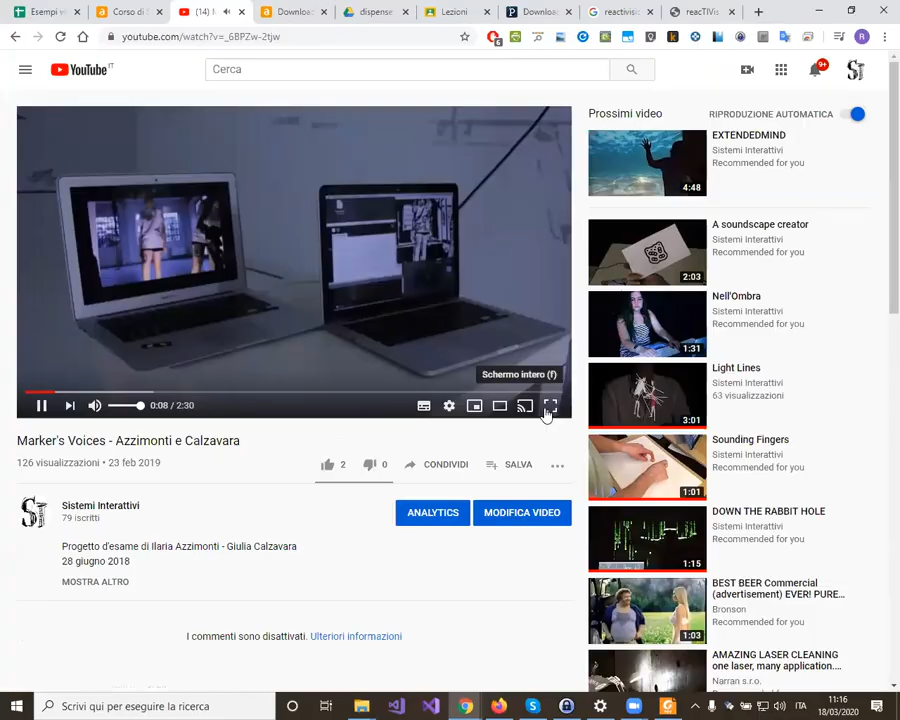 Esempi vi
Corso di l
(14) M
Download
dispense
Lezioni
Download
reactivisio
reacTIVisi
youtube.com/watch?v=_6BPZw-2tjw
6
R
YouTube IT
Cerca
9+
Schermo intero (f)
0:08 / 2:30
Marker's Voices - Azzimonti e Calzavara
126 visualizzazioni • 23 feb 2019
2
0
CONDIVIDI
SALVA
Sistemi Interattivi
79 iscritti
ANALYTICS
MODIFICA VIDEO
Progetto d'esame di Ilaria Azzimonti - Giulia Calzavara
28 giugno 2018
MOSTRA ALTRO
I commenti sono disattivati. Ulteriori informazioni
Prossimi video
RIPRODUZIONE AUTOMATICA
EXTENDEDMIND
Sistemi Interattivi
Recommended for you
4:48
A soundscape creator
Sistemi Interattivi
Recommended for you
2:03
Nell'Ombra
Sistemi Interattivi
Recommended for you
1:31
Light Lines
Sistemi Interattivi
63 visualizzazioni
3:01
Sounding Fingers
Sistemi Interattivi
Recommended for you
1:01
DOWN THE RABBIT HOLE
Sistemi Interattivi
Recommended for you
1:15
BEST BEER Commercial
(advertisement) EVER! PURE...
Bronson
Recommended for you
1:03
AMAZING LASER CLEANING
one laser, many application....
Narran s.r.o.
Scrivi qui per eseguire la ricerca
ITA
11:16
18/03/2020